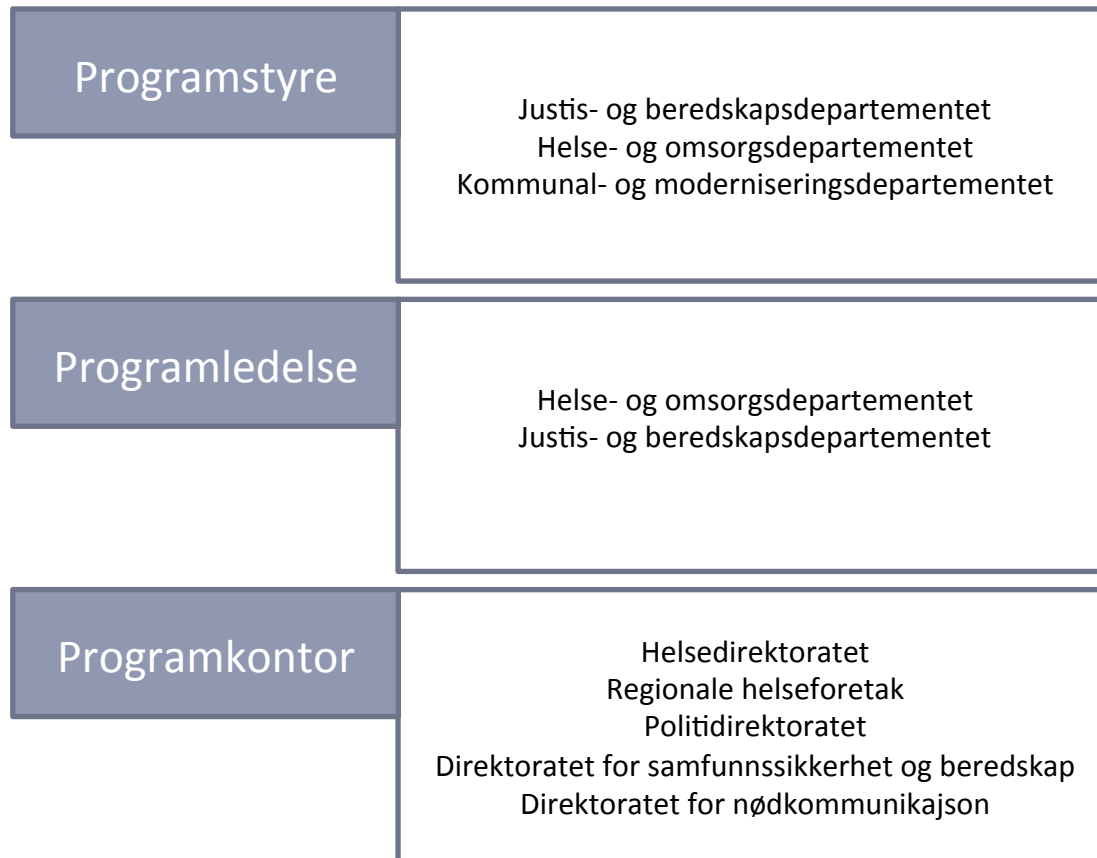 Programstyre
Justis- og beredskapsdepartementet
Helse- og omsorgsdepartementet
Kommunal- og moderniseringsdepartementet
Programledelse
Helse- og omsorgsdepartementet
Justis- og beredskapsdepartementet
Programkontor
Helsedirektoratet
Regionale helseforetak
Politidirektoratet
Direktoratet for samfunnssikkerhet og beredskap
Direktoratet for nødkommunikajson